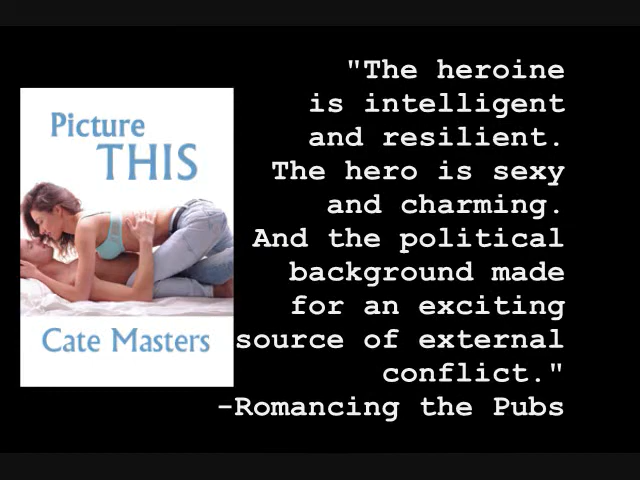 Picture
THIS
Cate Masters
"The heroine
is intelligent
and resilient.
The hero is sexy
and charming.
And the political
background made
for an exciting
source of external
conflict."
-Romancing the Pubs